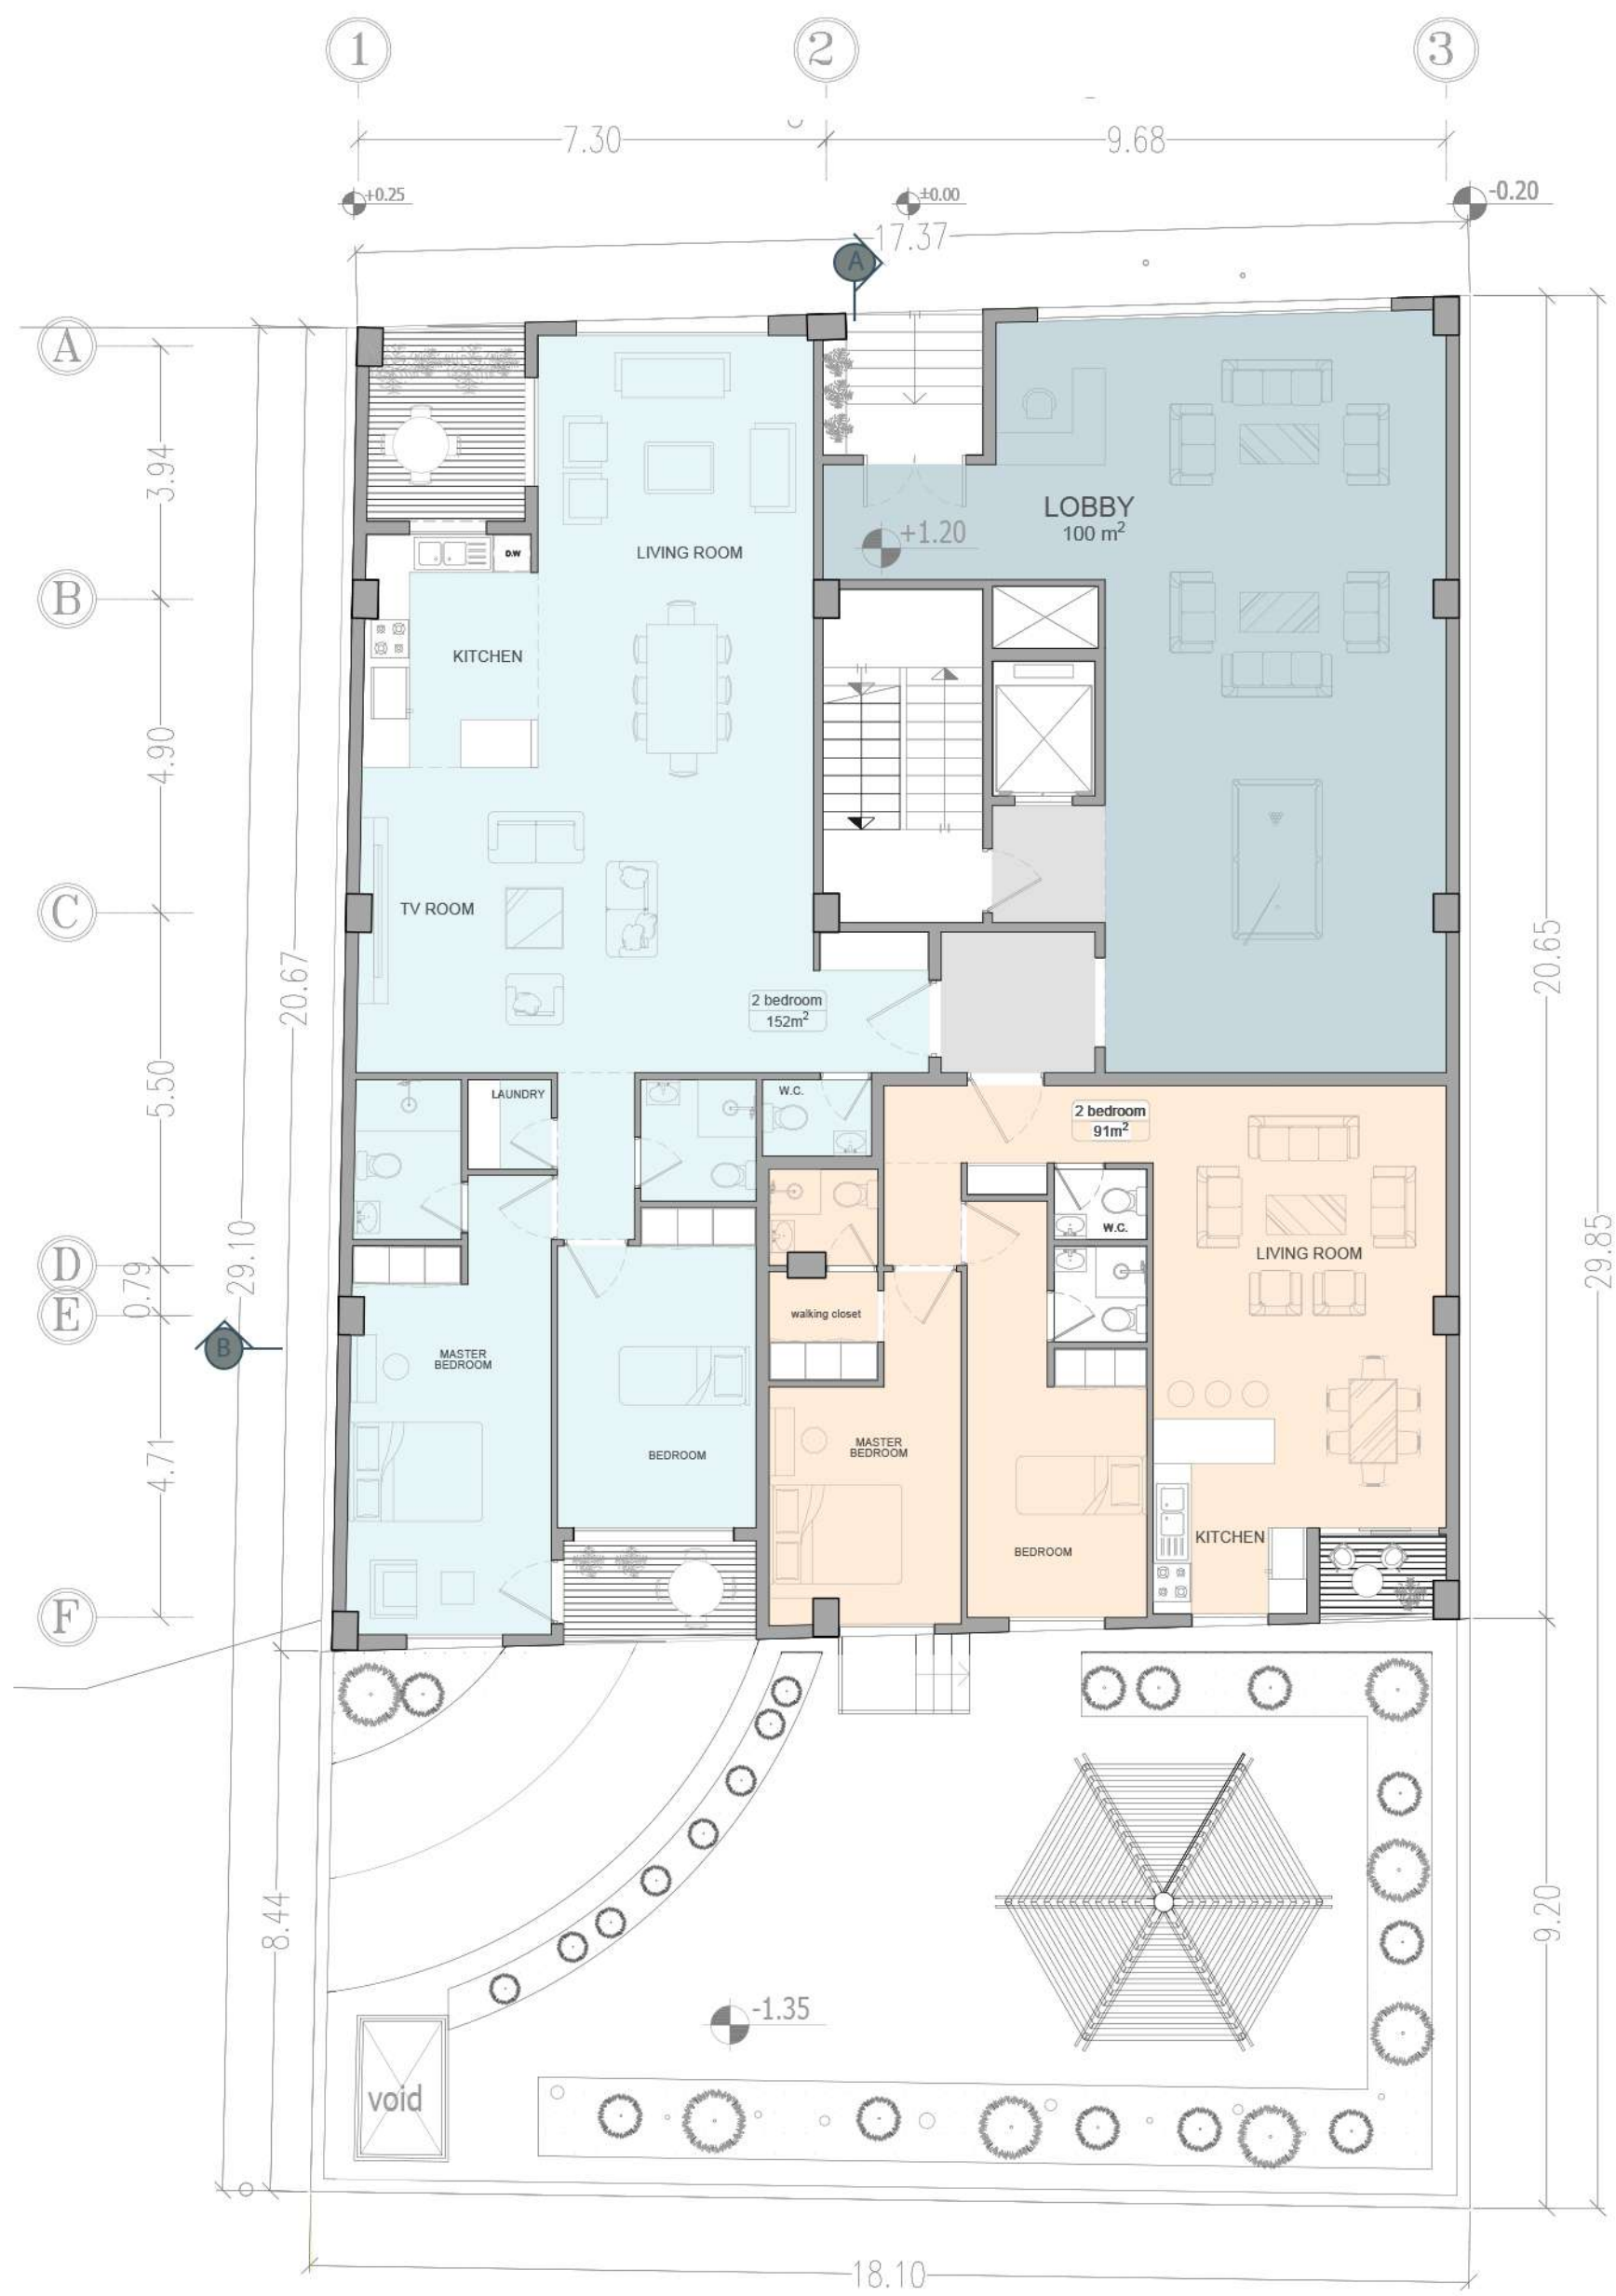 1
2
3
7.30
9.68
+0.25
±0.00
-0.20
17.37
A
A
3.94
LOBBY
100 m²
+1.20
D.W
LIVING ROOM
B
KITCHEN
4.90
TV ROOM
C
20.67
20.65
2 bedroom
152m²
5.50
LAUNDRY
W.C.
2 bedroom
91m²
W.C.
29.10
29.85
LIVING ROOM
D
0.79
E
walking closet
B
MASTER
BEDROOM
MASTER
BEDROOM
BEDROOM
4.71
KITCHEN
BEDROOM
F
8.44
9.20
-1.35
void
18.10